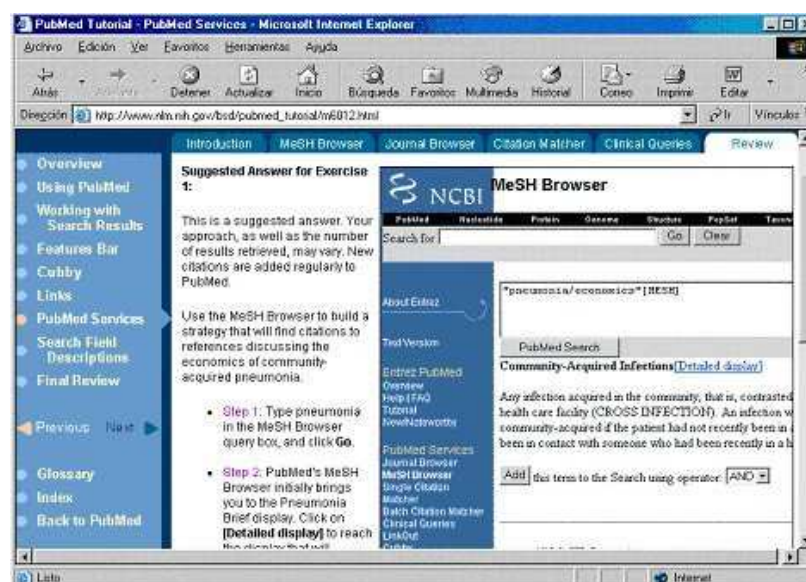 PubMed Tutorial - PubMed Services - Microsoft Internet Explorer
Archivo Edición Ver Favoritos Herramientas Ayuda
Atrás Detener Actualizar Inicio Búsqueda Favoritos Multimedia Historial Correo Imprimir Editar
Dirección http://www.nlm.nih.gov/bsd/pubmed_tutorial/m6012.html Ir Vínculos
Introduction MeSH Browser Journal Browser Citation Matcher Clinical Queries Review
Overview
Using PubMed
Working with
Search Results
Features Bar
Cubby
Links
PubMed Services
Search Field
Descriptions
Final Review
Previous Next
Glossary
Index
Back to PubMed
Suggested Answer for Exercise
1:
This is a suggested answer. Your
approach, as well as the number
of results retrieved, may vary. New
citations are added regularly to
PubMed.
Use the MeSH Browser to build a
strategy that will find citations to
references discussing the
economics of community-
acquired pneumonia.
Step 1: Type pneumonia
in the MeSH Browser
query box, and click Go.
Step 2: PubMed's MeSH
Browser initially brings
you to the Pneumonia
Brief display. Click on
[Detailed display] to reach
the display that will
NCBI MeSH Browser
PubMed Nucleotide Protein Genome Structure PopSet
Search for Go Clear
About Entrez
Text Version
Entrez PubMed
Overview
Help | FAQ
Tutorial
New/Noteworthy
PubMed Services
Journal Browser
MeSH Browser
Single Citation
Matcher
Batch Citation Matcher
Clinical Queries
LinkOut
Cubby
"pneumonia/economics"[MESH]
PubMed Search
Community-Acquired Infections[Detailed display]
Any infection acquired in the community, that is, contrasted
health care facility (CROSS INFECTION). An infection w
community-acquired if the patient had not recently been in
been in contact with someone who had been recently in a h
Add this term to the Search using operator: AND
Listo Internet